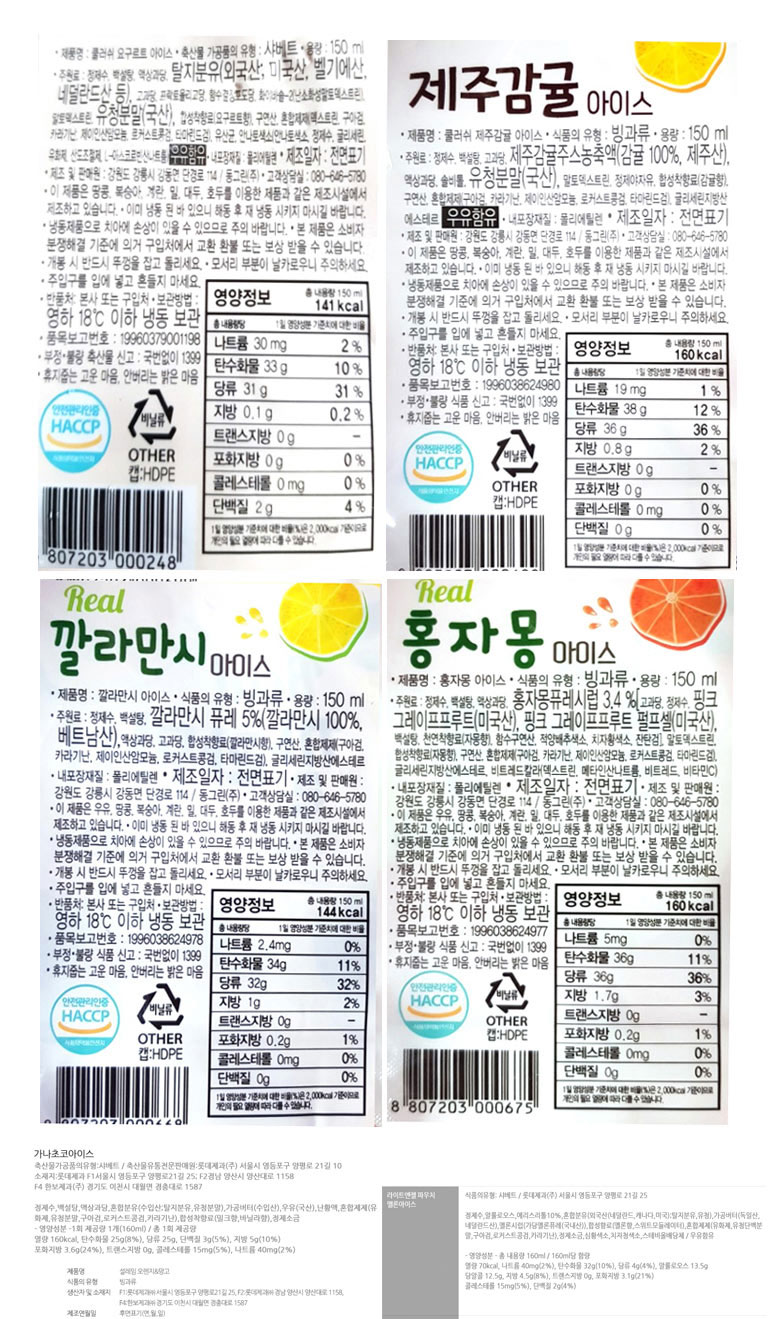 • 제품명 : 쿨러쉬 요구르트 아이스 • 축산물 가공품의 유형 : 샤베트 • 용량 : 150 ml
• 주원료 : 정제수, 백설탕, 액상과당, 탈지분유(외국산; 미국산, 벨기에산,
네덜란드산 등), 고과당, 프락토올리고당, 함수결정포도당, 화이바솔-2(난소화성말토덱스트린),
말토덱스트린, 유청분말(국산), 합성착향료(요구르트향), 구연산, 혼합제제(구아검,
카라기난, 제이인산암모늄, 로커스트콩검, 타마린드검), 유산균, 안나토색소(안나토색소, 정제수, 글리세린,
유화제, 산도조절제, L-아스코르빈산나트륨) 우유함유 • 내포장재질 : 폴리에틸렌 • 제조일자 : 전면표기
• 제조 및 판매원 : 강원도 강릉시 강동면 단경로 114 / 동그린(주) • 고객상담실 : 080-646-5780
• 이 제품은 땅콩, 복숭아, 계란, 밀, 대두, 호두를 이용한 제품과 같은 제조시설에서
제조하고 있습니다. • 이미 냉동 된 바 있으니 해동 후 재 냉동 시키지 마시길 바랍니다.
• 냉동제품으로 치아에 손상이 있을 수 있으므로 주의 바랍니다. • 본 제품은 소비자
분쟁해결 기준에 의거 구입처에서 교환 환불 또는 보상 받을 수 있습니다.
• 개봉 시 반드시 뚜껑을 잡고 돌리세요. • 모서리 부분이 날카로우니 주의하세요.
• 주입구를 입에 넣고 흔들지 마세요.
• 반품처: 본사 또는 구입처 • 보관방법 :
영하 18℃ 이하 냉동 보관
• 품목보고번호 : 19960379001198
• 부정•불량 축산물 신고 : 국번없이 1399
• 휴지줍는 고운 마음, 안버리는 밝은 마음
안전관리인증
HACCP
식품의약품안전처
비닐류
OTHER
캡:HDPE
8 807203 000248
영양정보 총 내용량 150 ml
141 kcal
총 내용량당 1일 영양성분 기준치에 대한 비율
나트륨 30 mg 2 %
탄수화물 33 g 10 %
당류 31 g 31 %
지방 0.1 g 0.2 %
트랜스지방 0 g –
포화지방 0 g 0 %
콜레스테롤 0 mg 0 %
단백질 2 g 4 %
1일 영양성분 기준치에 대한 비율(%)은 2,000kcal 기준이므로
개인의 필요 열량에 따라 다를 수 있습니다.
제주감귤 아이스
• 제품명 : 쿨러쉬 제주감귤 아이스 • 식품의 유형 : 빙과류 • 용량 : 150 ml
• 주원료 : 정제수, 백설탕, 고과당, 제주감귤주스농축액(감귤 100%, 제주산),
액상과당, 솔비톨, 유청분말(국산), 말토덱스트린, 정제야자유, 합성착향료(감귤향),
구연산, 혼합제제(구아검, 카라기난, 제이인산암모늄, 로커스트콩검, 타마린드검), 글리세린지방산
에스테르 우유함유 • 내포장재질 : 폴리에틸렌 • 제조일자 : 전면표기
• 제조 및 판매원 : 강원도 강릉시 강동면 단경로 114 / 동그린(주) • 고객상담실 : 080-646-5780
• 이 제품은 땅콩, 복숭아, 계란, 밀, 대두, 호두를 이용한 제품과 같은 제조시설에서
제조하고 있습니다. • 이미 냉동 된 바 있으니 해동 후 재 냉동 시키지 마시길 바랍니다.
• 냉동제품으로 치아에 손상이 있을 수 있으므로 주의 바랍니다. • 본 제품은 소비자
분쟁해결 기준에 의거 구입처에서 교환 환불 또는 보상 받을 수 있습니다.
• 개봉 시 반드시 뚜껑을 잡고 돌리세요. • 모서리 부분이 날카로우니 주의하세요.
• 주입구를 입에 넣고 흔들지 마세요.
• 반품처: 본사 또는 구입처 • 보관방법 :
영하 18℃ 이하 냉동 보관
• 품목보고번호 : 1996038624980
• 부정•불량 식품 신고 : 국번없이 1399
• 휴지줍는 고운 마음, 안버리는 밝은 마음
안전관리인증
HACCP
식품의약품안전처
비닐류
OTHER
캡:HDPE
영양정보 총 내용량 150 ml
160 kcal
총 내용량당 1일 영양성분 기준치에 대한 비율
나트륨 19 mg 1 %
탄수화물 38 g 12 %
당류 36 g 36 %
지방 0.8 g 2 %
트랜스지방 0 g –
포화지방 0 g 0 %
콜레스테롤 0 mg 0 %
단백질 0 g 0 %
1일 영양성분 기준치에 대한 비율(%)은 2,000kcal 기준이므로
개인의 필요 열량에 따라 다를 수 있습니다.
Real
깔라만시 아이스
• 제품명 : 깔라만시 아이스 • 식품의 유형 : 빙과류 • 용량 : 150 ml
• 주원료 : 정제수, 백설탕, 깔라만시 퓨레 5%(깔라만시 100%,
베트남산), 액상과당, 고과당, 합성착향료(깔라만시향), 구연산, 혼합제제(구아검,
카라기난, 제이인산암모늄, 로커스트콩검, 타마린드검), 글리세린지방산에스테르
• 내포장재질 : 폴리에틸렌 • 제조일자 : 전면표기 • 제조 및 판매원 :
강원도 강릉시 강동면 단경로 114 / 동그린(주) • 고객상담실 : 080-646-5780
• 이 제품은 우유, 땅콩, 복숭아, 계란, 밀, 대두, 호두를 이용한 제품과 같은 제조시설에서
제조하고 있습니다. • 이미 냉동 된 바 있으니 해동 후 재 냉동 시키지 마시길 바랍니다.
• 냉동제품으로 치아에 손상이 있을 수 있으므로 주의 바랍니다. • 본 제품은 소비자
분쟁해결 기준에 의거 구입처에서 교환 환불 또는 보상 받을 수 있습니다.
• 개봉 시 반드시 뚜껑을 잡고 돌리세요. • 모서리 부분이 날카로우니 주의하세요.
• 주입구를 입에 넣고 흔들지 마세요.
• 반품처: 본사 또는 구입처 • 보관방법 :
영하 18℃ 이하 냉동 보관
• 품목보고번호 : 1996038624978
• 부정•불량 식품 신고 : 국번없이 1399
• 휴지줍는 고운 마음, 안버리는 밝은 마음
안전관리인증
HACCP
식품의약품안전처
비닐류
OTHER
캡:HDPE
영양정보 총 내용량 150 ml
144 kcal
총 내용량당 1일 영양성분 기준치에 대한 비율
나트륨 2.4mg 0%
탄수화물 34g 11%
당류 32g 32%
지방 1g 2%
트랜스지방 0g –
포화지방 0.2g 1%
콜레스테롤 0mg 0%
단백질 0g 0%
1일 영양성분 기준치에 대한 비율(%)은 2,000kcal 기준이므로
개인의 필요 열량에 따라 다를 수 있습니다.
Real
홍자몽 아이스
• 제품명 : 홍자몽 아이스 • 식품의 유형 : 빙과류 • 용량 : 150 ml
• 주원료 : 정제수, 백설탕, 액상과당, 홍자몽퓨레시럽 3.4 %[고과당, 정제수, 핑크
그레이프프루트(미국산), 핑크 그레이프프루트 펄프셀(미국산),
백설탕, 천연착향료(자몽향), 함수구연산, 적양배추색소, 치자황색소, 잔탄검], 말토덱스트린,
합성착향료(자몽향), 구연산, 혼합제제(구아검, 카라기난, 제이인산암모늄, 로커스트콩검, 타마린드검),
글리세린지방산에스테르, 비트레드칼라(덱스트린, 메타인산나트륨, 비트레드, 비타민C)
• 내포장재질 : 폴리에틸렌 • 제조일자 : 전면표기 • 제조 및 판매원 :
강원도 강릉시 강동면 단경로 114 / 동그린(주) • 고객상담실 : 080-646-5780
• 이 제품은 우유, 땅콩, 복숭아, 계란, 밀, 대두, 호두를 이용한 제품과 같은 제조시설에서
제조하고 있습니다. • 이미 냉동 된 바 있으니 해동 후 재 냉동 시키지 마시길 바랍니다.
• 냉동제품으로 치아에 손상이 있을 수 있으므로 주의 바랍니다. • 본 제품은 소비자
분쟁해결 기준에 의거 구입처에서 교환 환불 또는 보상 받을 수 있습니다.
• 개봉 시 반드시 뚜껑을 잡고 돌리세요. • 모서리 부분이 날카로우니 주의하세요.
• 주입구를 입에 넣고 흔들지 마세요.
• 반품처: 본사 또는 구입처 • 보관방법 :
영하 18℃ 이하 냉동 보관
• 품목보고번호 : 1996038624977
• 부정•불량 식품 신고 : 국번없이 1399
• 휴지줍는 고운 마음, 안버리는 밝은 마음
안전관리인증
HACCP
식품의약품안전처
비닐류
OTHER
캡:HDPE
8 807203 000675
영양정보 총 내용량 150 ml
160 kcal
총 내용량당 1일 영양성분 기준치에 대한 비율
나트륨 5mg 0%
탄수화물 36g 11%
당류 36g 36%
지방 1.7g 3%
트랜스지방 0g –
포화지방 0.2g 1%
콜레스테롤 0mg 0%
단백질 0g 0%
1일 영양성분 기준치에 대한 비율(%)은 2,000kcal 기준이므로
개인의 필요 열량에 따라 다를 수 있습니다.
가나초코아이스
축산물가공품의유형:샤베트 / 축산물유통전문판매원:롯데제과(주) 서울시 영등포구 양평로 21길 10
소재지:롯데제과 F1서울시 영등포구 양평로21길 25; F2경남 양산시 양산대로 1158
F4 한보제과(주) 경기도 이천시 대월면 경충대로 1587
정제수,백설탕,액상과당,혼합분유(수입산;탈지분유,유청분말),가공버터(수입산),우유(국산),난황액,혼합제제(유
화제,유청분말,구아검,로커스트콩검,카라기난),합성착향료(밀크향,바닐라향),정제소금
- 영양성분 -1회 제공량 1개(160ml) / 총 1회 제공량
열량 160kcal, 탄수화물 25g(8%), 당류 25g, 단백질 3g(5%), 지방 5g(10%)
포화지방 3.6g(24%), 트랜스지방 0g, 콜레스테롤 15mg(5%), 나트륨 40mg(2%)
제품명 설레임 오렌지&망고
식품의 유형 빙과류
생산자 및 소재지 F1:롯데제과㈜서울시 영등포구 양평로21길 25, F2:롯데제과㈜경남 양산시 양산대로 1158,
F4:한보제과㈜경기도 이천시 대월면 경충대로 1587
제조연월일 후면표기(연,월,일)
라이트엔젤 파우치
멜론아이스
식품의유형: 샤베트 / 롯데제과(주) 서울시 영등포구 양평로 21길 25
정제수,알룰로오스,에리스리톨10%,혼합분유(외국산(네덜란드,캐나다,미국);탈지분유,유청),가공버터(독일산,
네덜란드산),멜론시럽(가당멜론퓨레(국내산)),합성향료(멜론향,스위트모듈레이터),혼합제제(유화제,유청단백분
말,구아검,로커스트콩검,카라기난),정제소금,심황색소,치자청색소,스테비올배당체 / 우유함유
- 영양성분 - 총 내용량 160ml / 160ml당 함량
열량 70kcal, 나트륨 40mg(2%), 탄수화물 32g(10%), 당류 4g(4%), 알룰로오스 13.5g
당알콜 12.5g, 지방 4.5g(8%), 트랜스지방 0g, 포화지방 3.1g(21%)
콜레스테롤 15mg(5%), 단백질 2g(4%)